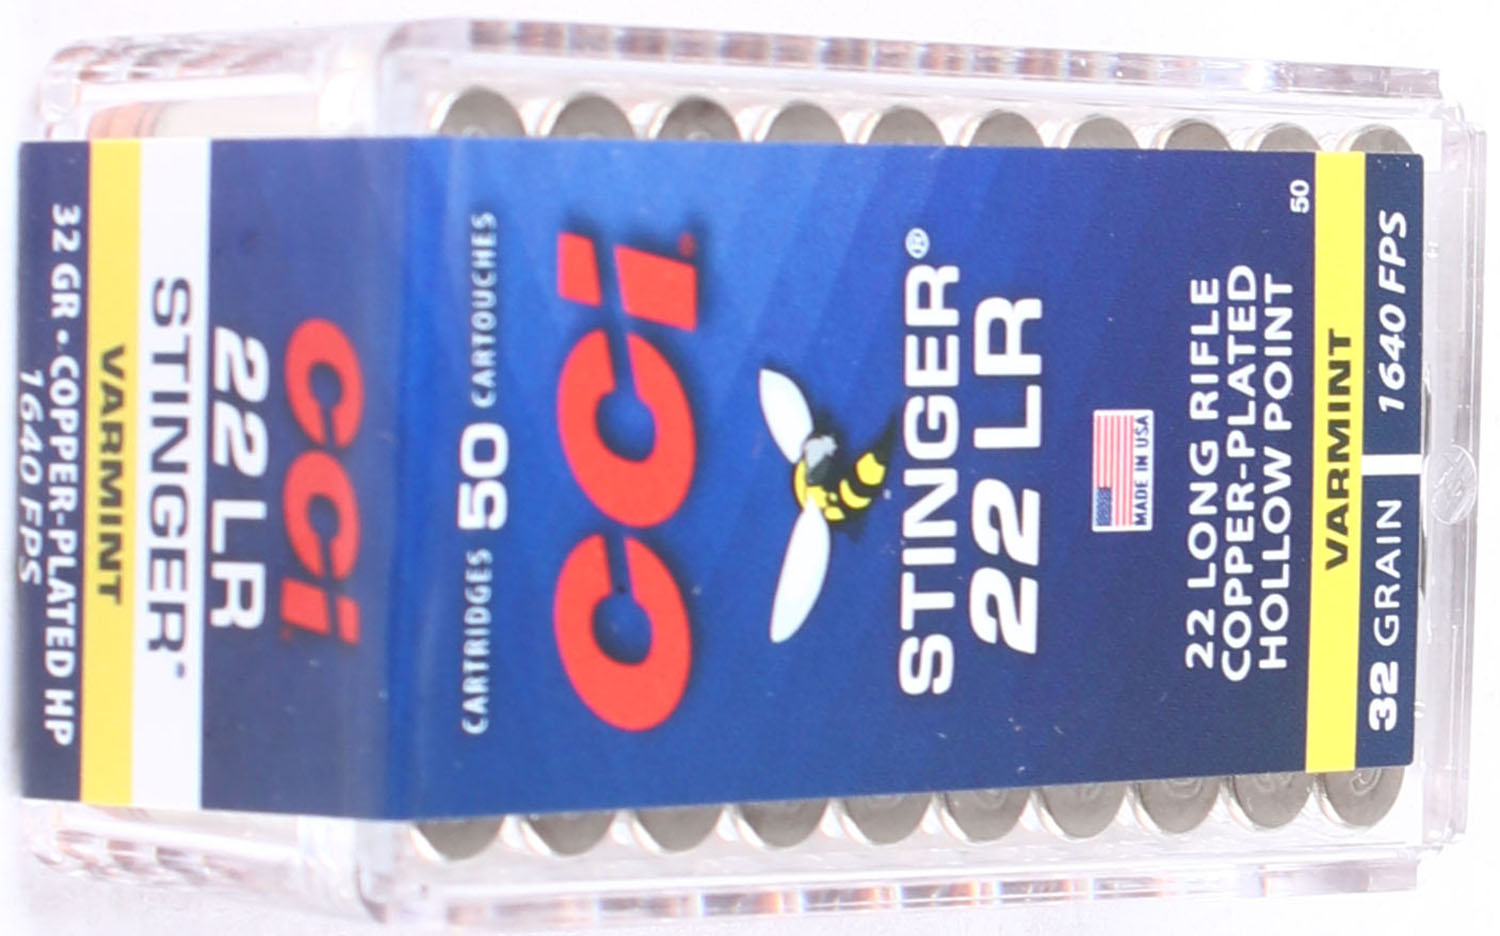 CARTRIDGES 50 CARTOUCHES
CCI®
STINGER®
22 LR
MADE IN USA
22 LONG RIFLE
COPPER-PLATED
HOLLOW POINT
50
VARMINT
32 GRAIN 1640 FPS
CCI
22 LR
STINGER®
VARMINT
32 GR • COPPER-PLATED HP
1640 FPS